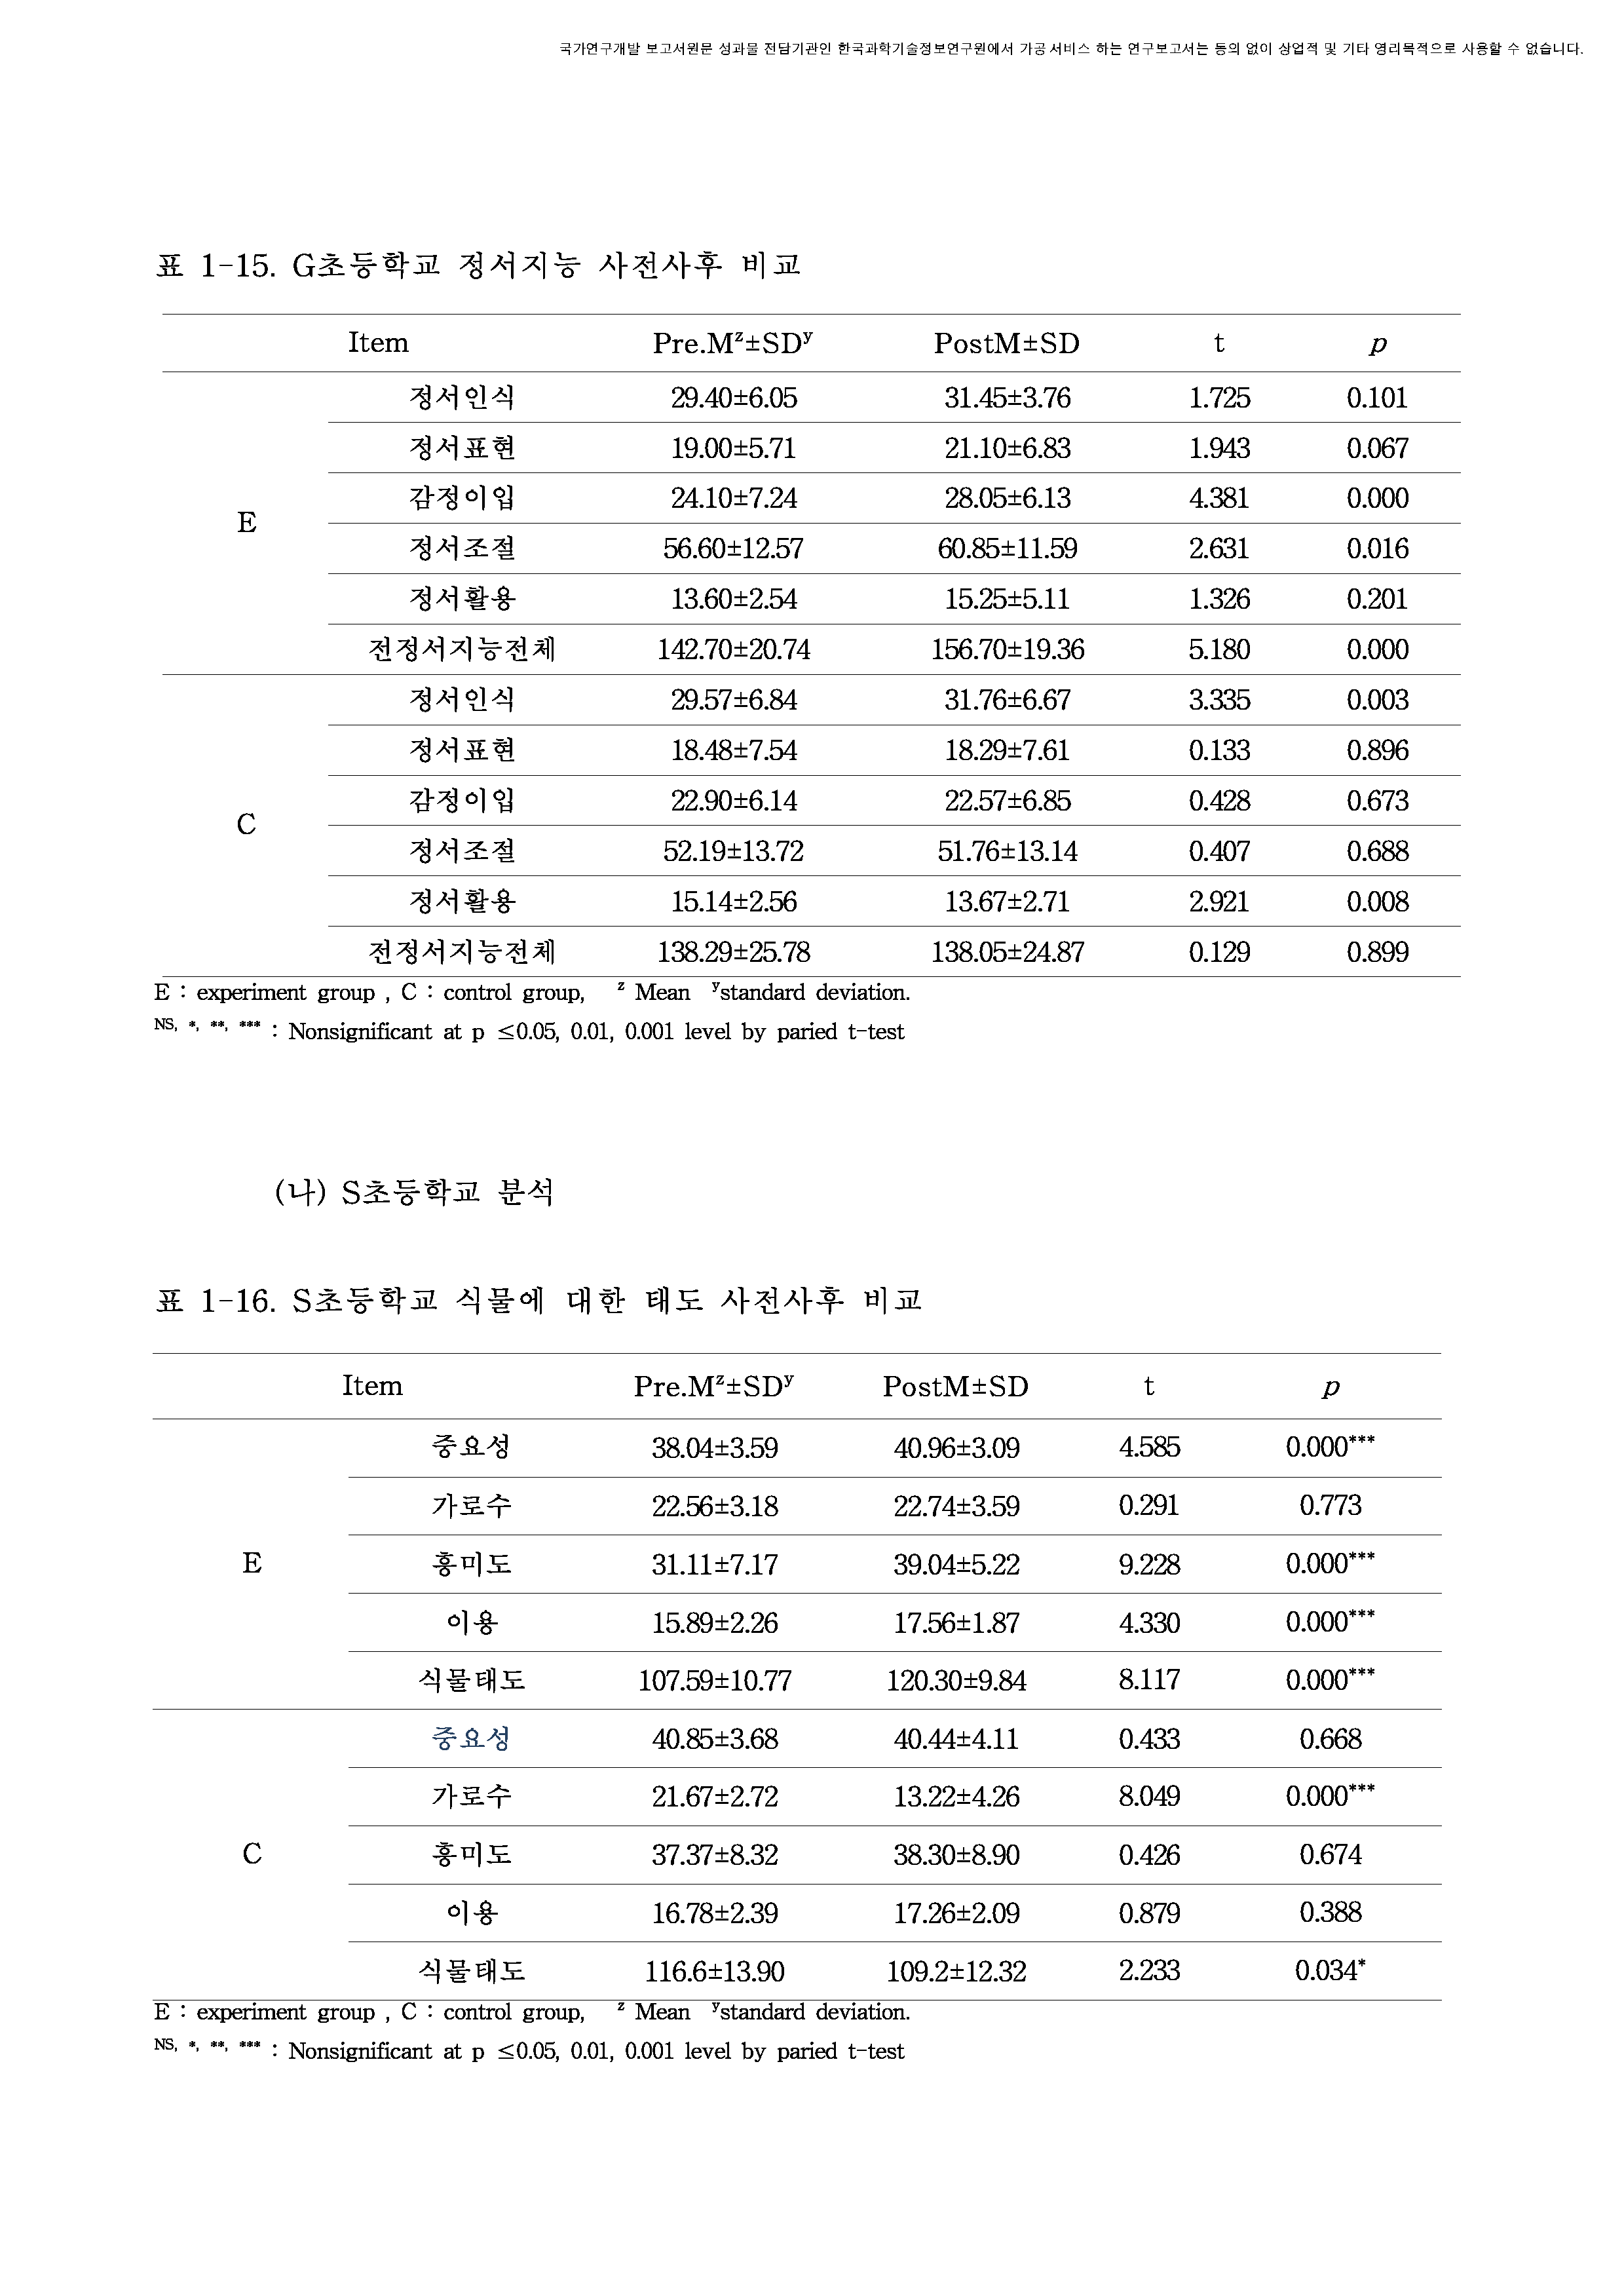 국가연구개발 보고서원문 성과물 전담기관인 한국과학기술정보연구원에서 가공·서비스 하는 연구보고서는 동의 없이 상업적 및 기타 영리목적으로 사용할 수 없습니다.
표 1-15. G초등학교 정서지능 사전사후 비교
Item Pre.Mᶻ±SDʸ PostM±SD t p
정서인식 29.40±6.05 31.45±3.76 1.725 0.101
정서표현 19.00±5.71 21.10±6.83 1.943 0.067
감정이입 24.10±7.24 28.05±6.13 4.381 0.000
E
정서조절 56.60±12.57 60.85±11.59 2.631 0.016
정서활용 13.60±2.54 15.25±5.11 1.326 0.201
전정서지능전체 142.70±20.74 156.70±19.36 5.180 0.000
정서인식 29.57±6.84 31.76±6.67 3.335 0.003
정서표현 18.48±7.54 18.29±7.61 0.133 0.896
감정이입 22.90±6.14 22.57±6.85 0.428 0.673
C
정서조절 52.19±13.72 51.76±13.14 0.407 0.688
정서활용 15.14±2.56 13.67±2.71 2.921 0.008
전정서지능전체 138.29±25.78 138.05±24.87 0.129 0.899
E : experiment group , C : control group, ᶻ Mean ʸstandard deviation.
NS, *, **, *** : Nonsignificant at p ≤0.05, 0.01, 0.001 level by paried t-test
(나) S초등학교 분석
표 1-16. S초등학교 식물에 대한 태도 사전사후 비교
Item Pre.Mᶻ±SDʸ PostM±SD t p
중요성 38.04±3.59 40.96±3.09 4.585 0.000***
가로수 22.56±3.18 22.74±3.59 0.291 0.773
E 흥미도 31.11±7.17 39.04±5.22 9.228 0.000***
이용 15.89±2.26 17.56±1.87 4.330 0.000***
식물태도 107.59±10.77 120.30±9.84 8.117 0.000***
중요성 40.85±3.68 40.44±4.11 0.433 0.668
가로수 21.67±2.72 13.22±4.26 8.049 0.000***
C 흥미도 37.37±8.32 38.30±8.90 0.426 0.674
이용 16.78±2.39 17.26±2.09 0.879 0.388
식물태도 116.6±13.90 109.2±12.32 2.233 0.034*
E : experiment group , C : control group, ᶻ Mean ʸstandard deviation.
NS, *, **, *** : Nonsignificant at p ≤0.05, 0.01, 0.001 level by paried t-test